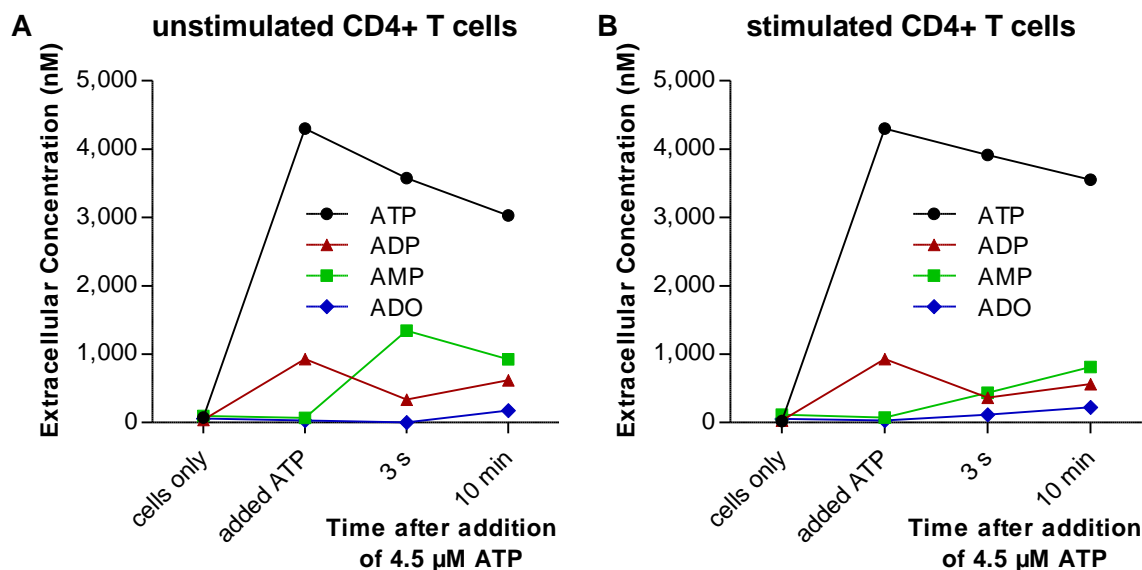 A unstimulated CD4+ T cells
Extracellular Concentration (nM)
5,000
4,000
3,000
2,000
1,000
0
ATP
ADP
AMP
ADO
cells only
added ATP
3 s
10 min
Time after addition
of 4.5 µM ATP
B stimulated CD4+ T cells
Extracellular Concentration (nM)
5,000
4,000
3,000
2,000
1,000
0
ATP
ADP
AMP
ADO
cells only
added ATP
3 s
10 min
Time after addition
of 4.5 µM ATP